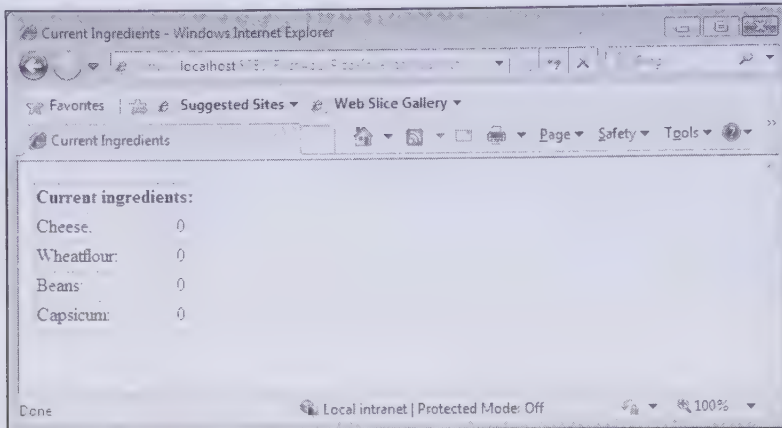 Current Ingredients - Windows Internet Explorer
localhost
Favorites Suggested Sites Web Slice Gallery
Current Ingredients Page Safety Tools
Current ingredients:
Cheese: 0
Wheatflour: 0
Beans: 0
Capsicum: 0
Done Local intranet | Protected Mode: Off 100%